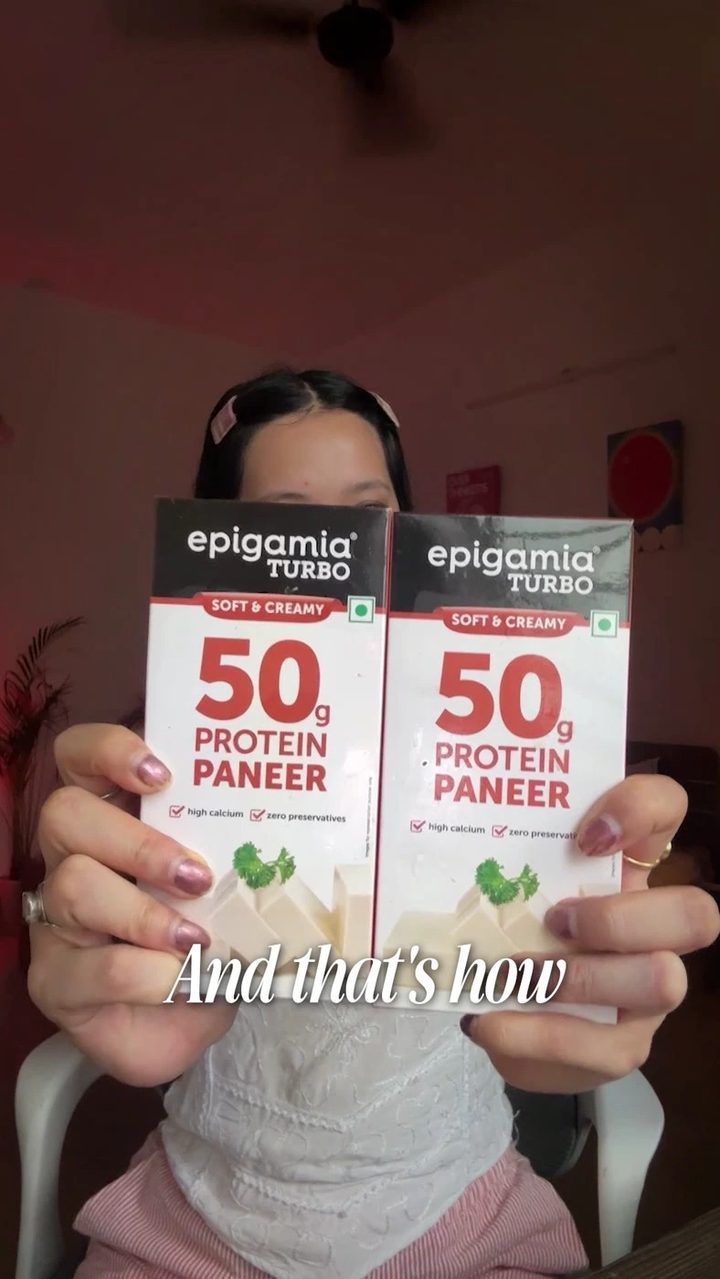 epigamia®
TURBO
SOFT & CREAMY
50g
PROTEIN
PANEER
high calcium zero preservatives
epigamia®
TURBO
SOFT & CREAMY
50g
PROTEIN
PANEER
high calcium zero preservati
And that's how